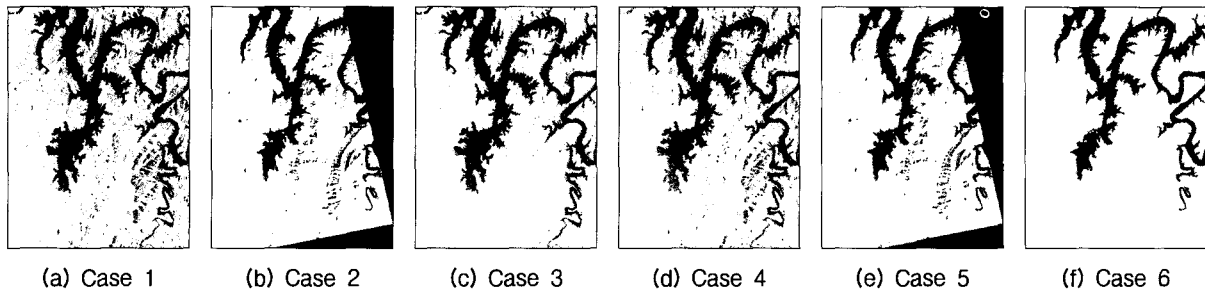 (a) Case 1
(b) Case 2
(c) Case 3
(d) Case 4
(e) Case 5
(f) Case 6